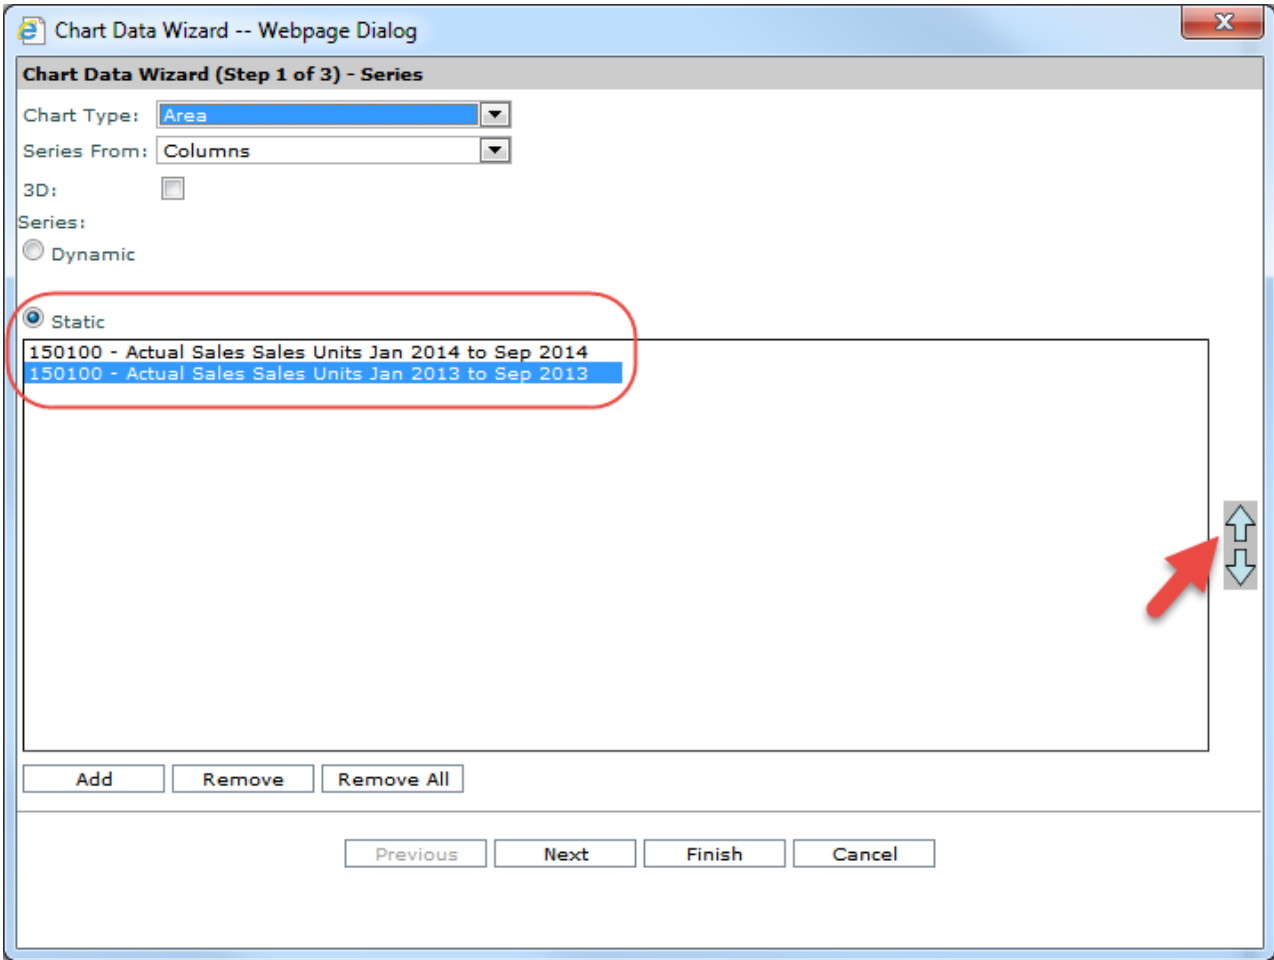 Chart Data Wizard -- Webpage Dialog
X
Chart Data Wizard (Step 1 of 3) - Series
Chart Type: Area
Series From: Columns
3D:
Series:
Dynamic
Static
150100 - Actual Sales Sales Units Jan 2014 to Sep 2014
150100 - Actual Sales Sales Units Jan 2013 to Sep 2013
Add Remove Remove All
Previous Next Finish Cancel